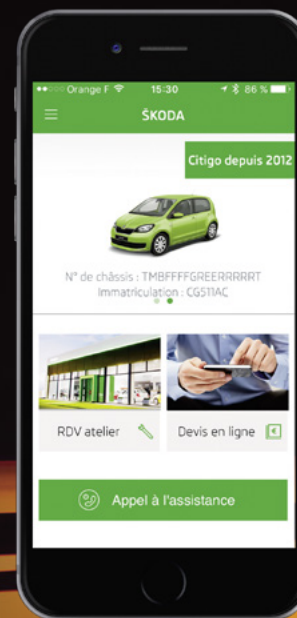 Orange F 15:30 86 %
ŠKODA
Citigo depuis 2012
N° de châssis : TMBFFFFGREERRRRRT
Immatriculation : CG511AC
RDV atelier
Devis en ligne €
Appel à l'assistance